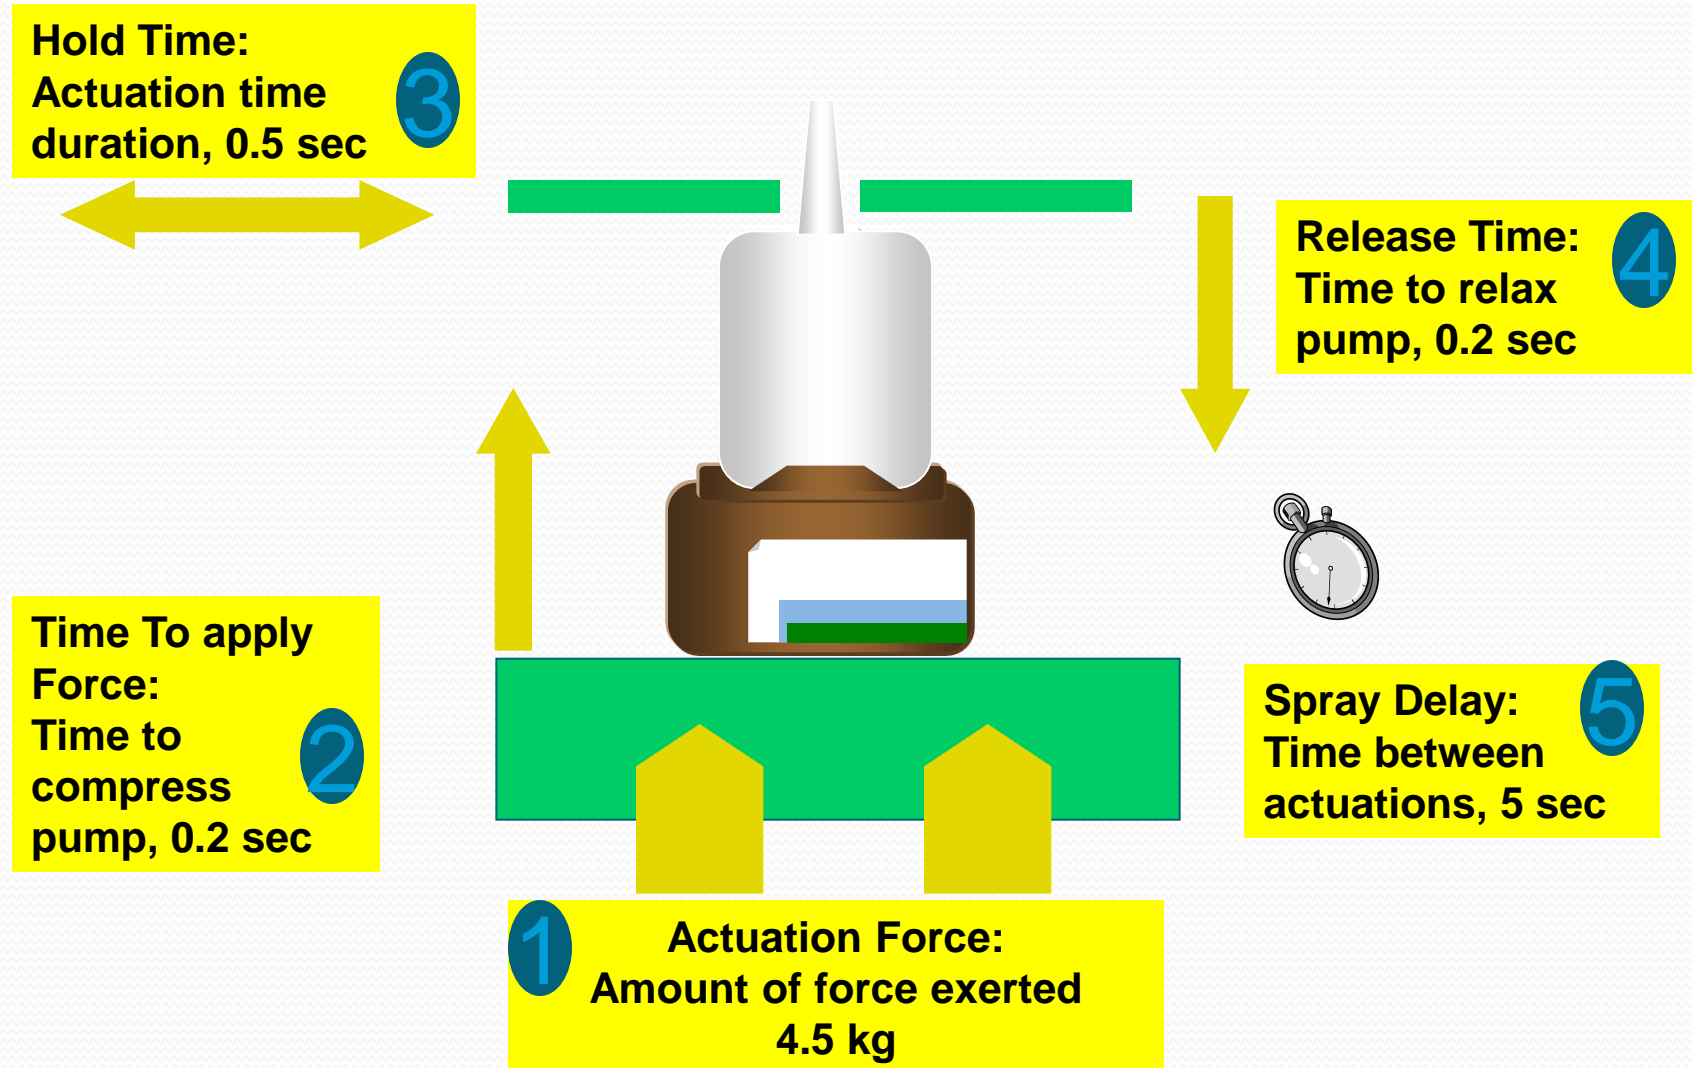 Hold Time:
Actuation time
duration, 0.5 sec
3
Release Time:
Time to relax
pump, 0.2 sec
4
Time To apply
Force:
Time to
compress
pump, 0.2 sec
2
Spray Delay:
Time between
actuations, 5 sec
5
1
Actuation Force:
Amount of force exerted
4.5 kg